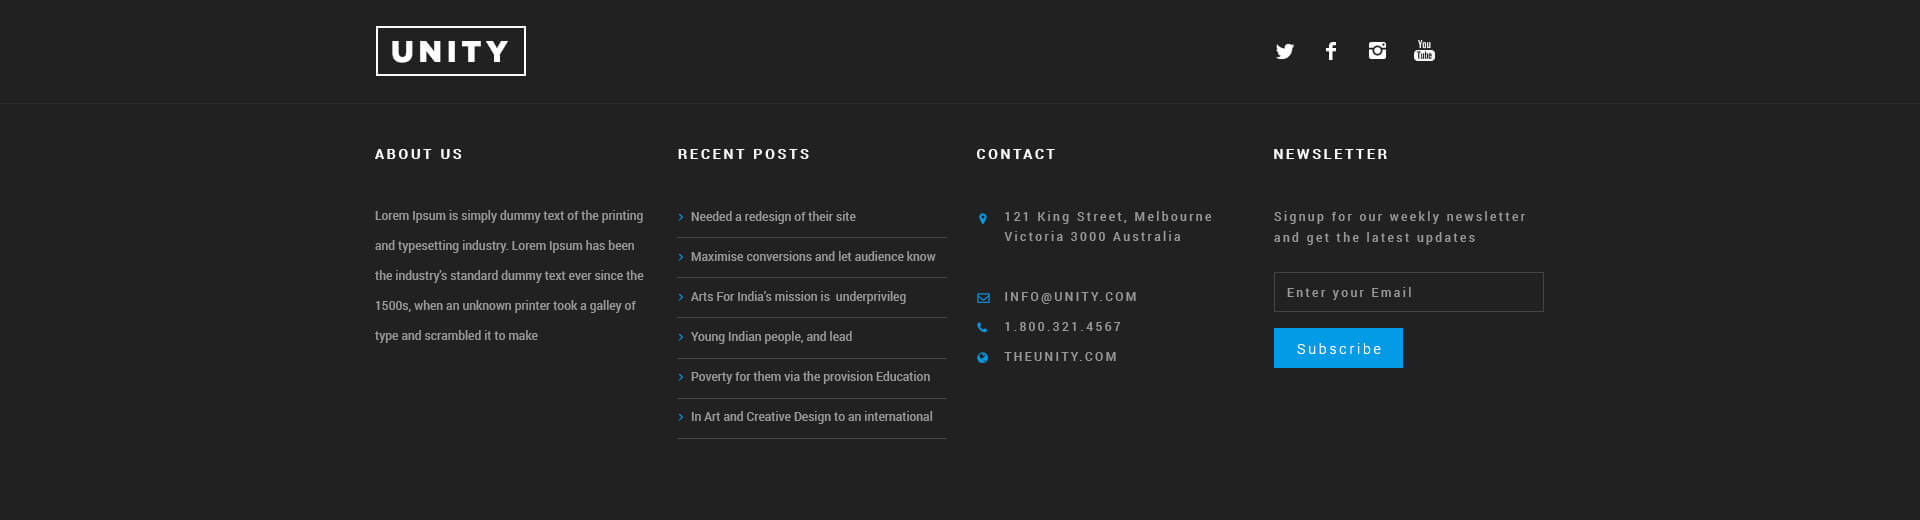 UNITY
You
Tube
ABOUT US
Lorem Ipsum is simply dummy text of the printing
and typesetting industry. Lorem Ipsum has been
the industry's standard dummy text ever since the
1500s, when an unknown printer took a galley of
type and scrambled it to make
RECENT POSTS
Needed a redesign of their site
Maximise conversions and let audience know
Arts For India's mission is  underprivileg
Young Indian people, and lead
Poverty for them via the provision Education
In Art and Creative Design to an international
CONTACT
121 King Street, Melbourne
Victoria 3000 Australia
INFO@UNITY.COM
1.800.321.4567
THEUNITY.COM
NEWSLETTER
Signup for our weekly newsletter
and get the latest updates
Enter your Email
Subscribe